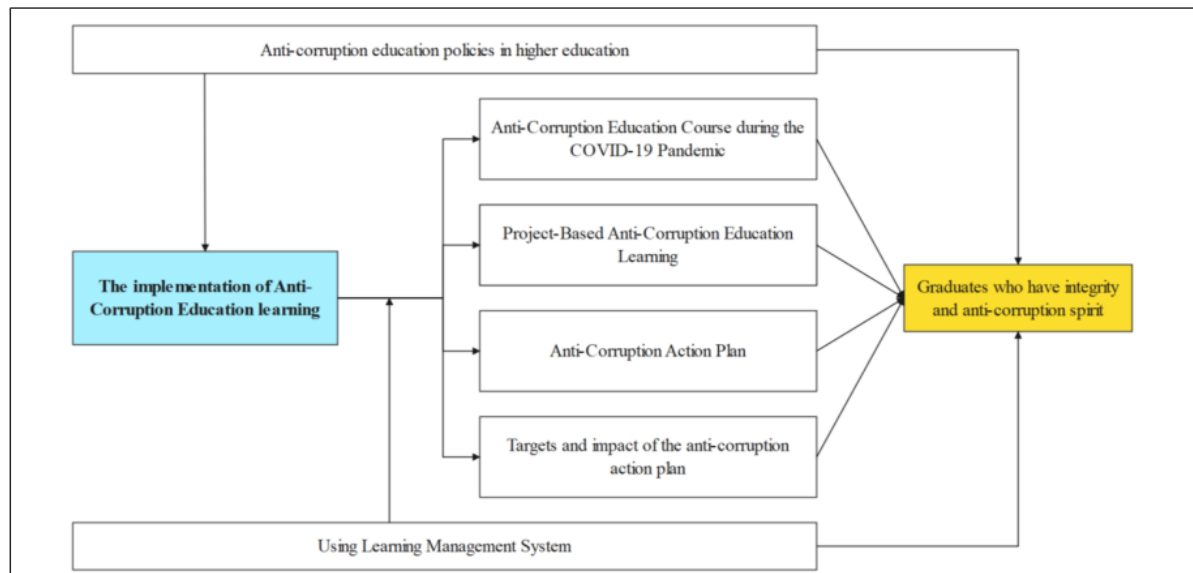 Anti-corruption education policies in higher education
Anti-Corruption Education Course during the
COVID-19 Pandemic
Project-Based Anti-Corruption Education
Learning
The implementation of Anti-
Corruption Education learning
Graduates who have integrity
and anti-corruption spirit
Anti-Corruption Action Plan
Targets and impact of the anti-corruption
action plan
Using Learning Management System